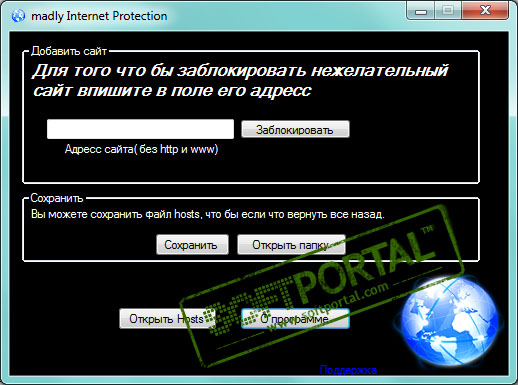 madly Internet Protection
Добавить сайт
Для того что бы заблокировать нежелательный
сайт впишите в поле его адресс
Заблокировать
Адресс сайта( без http и www)
Сохранить
Вы можете сохранить файл hosts, что бы если что вернуть все назад.
Сохранить
Открыть папку
SOFTPORTAL™
www.softportal.com
Открыть Hosts
О программе
Поддержка